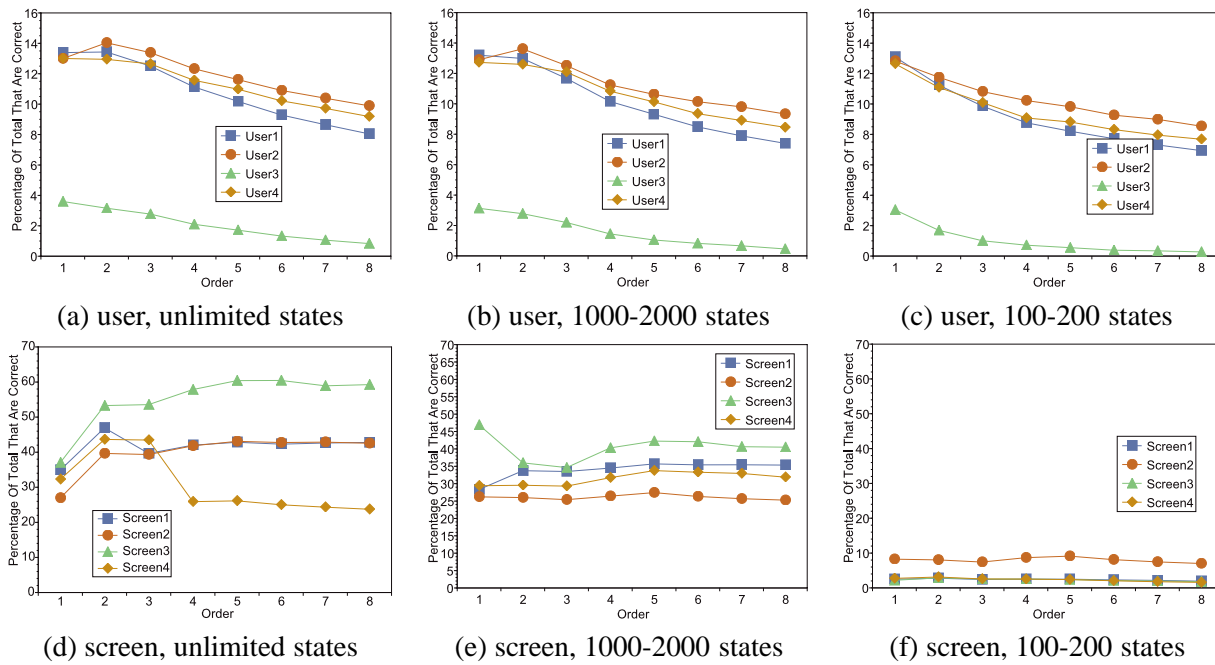 Percentage Of Total That Are Correct
16
14
12
10
8
6
4
2
0
User1
User2
User3
User4
1 2 3 4 5 6 7 8
Order
(a) user, unlimited states
Percentage Of Total That Are Correct
16
14
12
10
8
6
4
2
0
User1
User2
User3
User4
1 2 3 4 5 6 7 8
Order
(b) user, 1000-2000 states
Percentage Of Total That Are Correct
16
14
12
10
8
6
4
2
0
User1
User2
User3
User4
1 2 3 4 5 6 7 8
Order
(c) user, 100-200 states
Percentage Of Total That Are Correct
70
60
50
40
30
20
10
0
Screen1
Screen2
Screen3
Screen4
1 2 3 4 5 6 7 8
Order
(d) screen, unlimited states
Percentage Of Total That Are Correct
70
65
60
55
50
45
40
35
30
25
20
15
10
5
0
Screen1
Screen2
Screen3
Screen4
1 2 3 4 5 6 7 8
Order
(e) screen, 1000-2000 states
Percentage Of Total That Are Correct
70
60
50
40
30
20
10
0
Screen1
Screen2
Screen3
Screen4
1 2 3 4 5 6 7 8
Order
(f) screen, 100-200 states